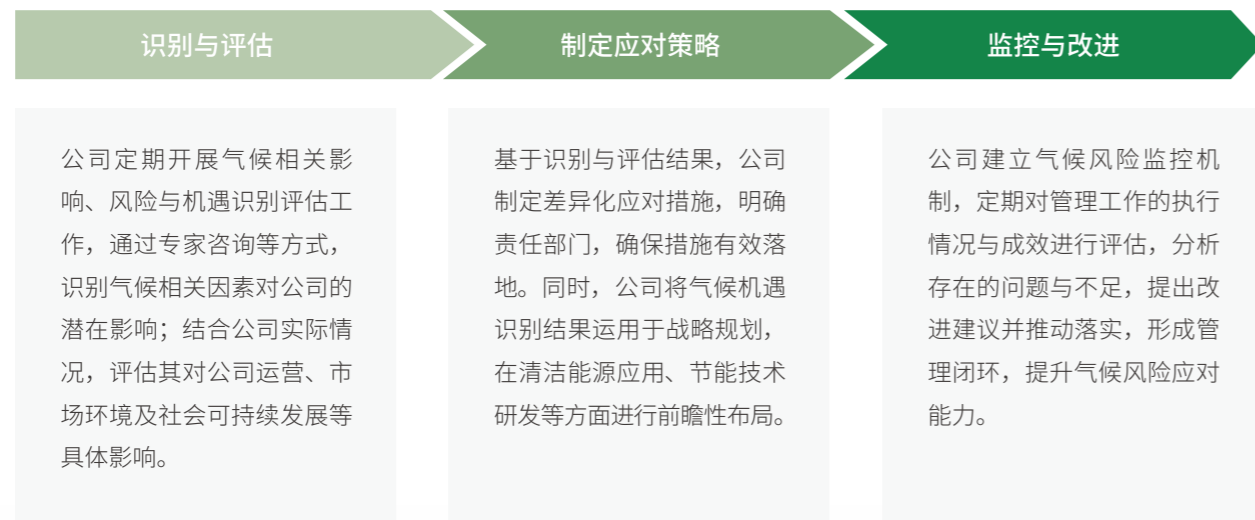 识别与评估
公司定期开展气候相关影
响、风险与机遇识别评估工
作，通过专家咨询等方式，
识别气候相关因素对公司的
潜在影响；结合公司实际情
况，评估其对公司运营、市
场环境及社会可持续发展等
具体影响。
制定应对策略
基于识别与评估结果，公司
制定差异化应对措施，明确
责任部门，确保措施有效落
地。同时，公司将气候机遇
识别结果运用于战略规划，
在清洁能源应用、节能技术
研发等方面进行前瞻性布局。
监控与改进
公司建立气候风险监控机
制，定期对管理工作的执行
情况与成效进行评估，分析
存在的问题与不足，提出改
进建议并推动落实，形成管
理闭环，提升气候风险应对
能力。